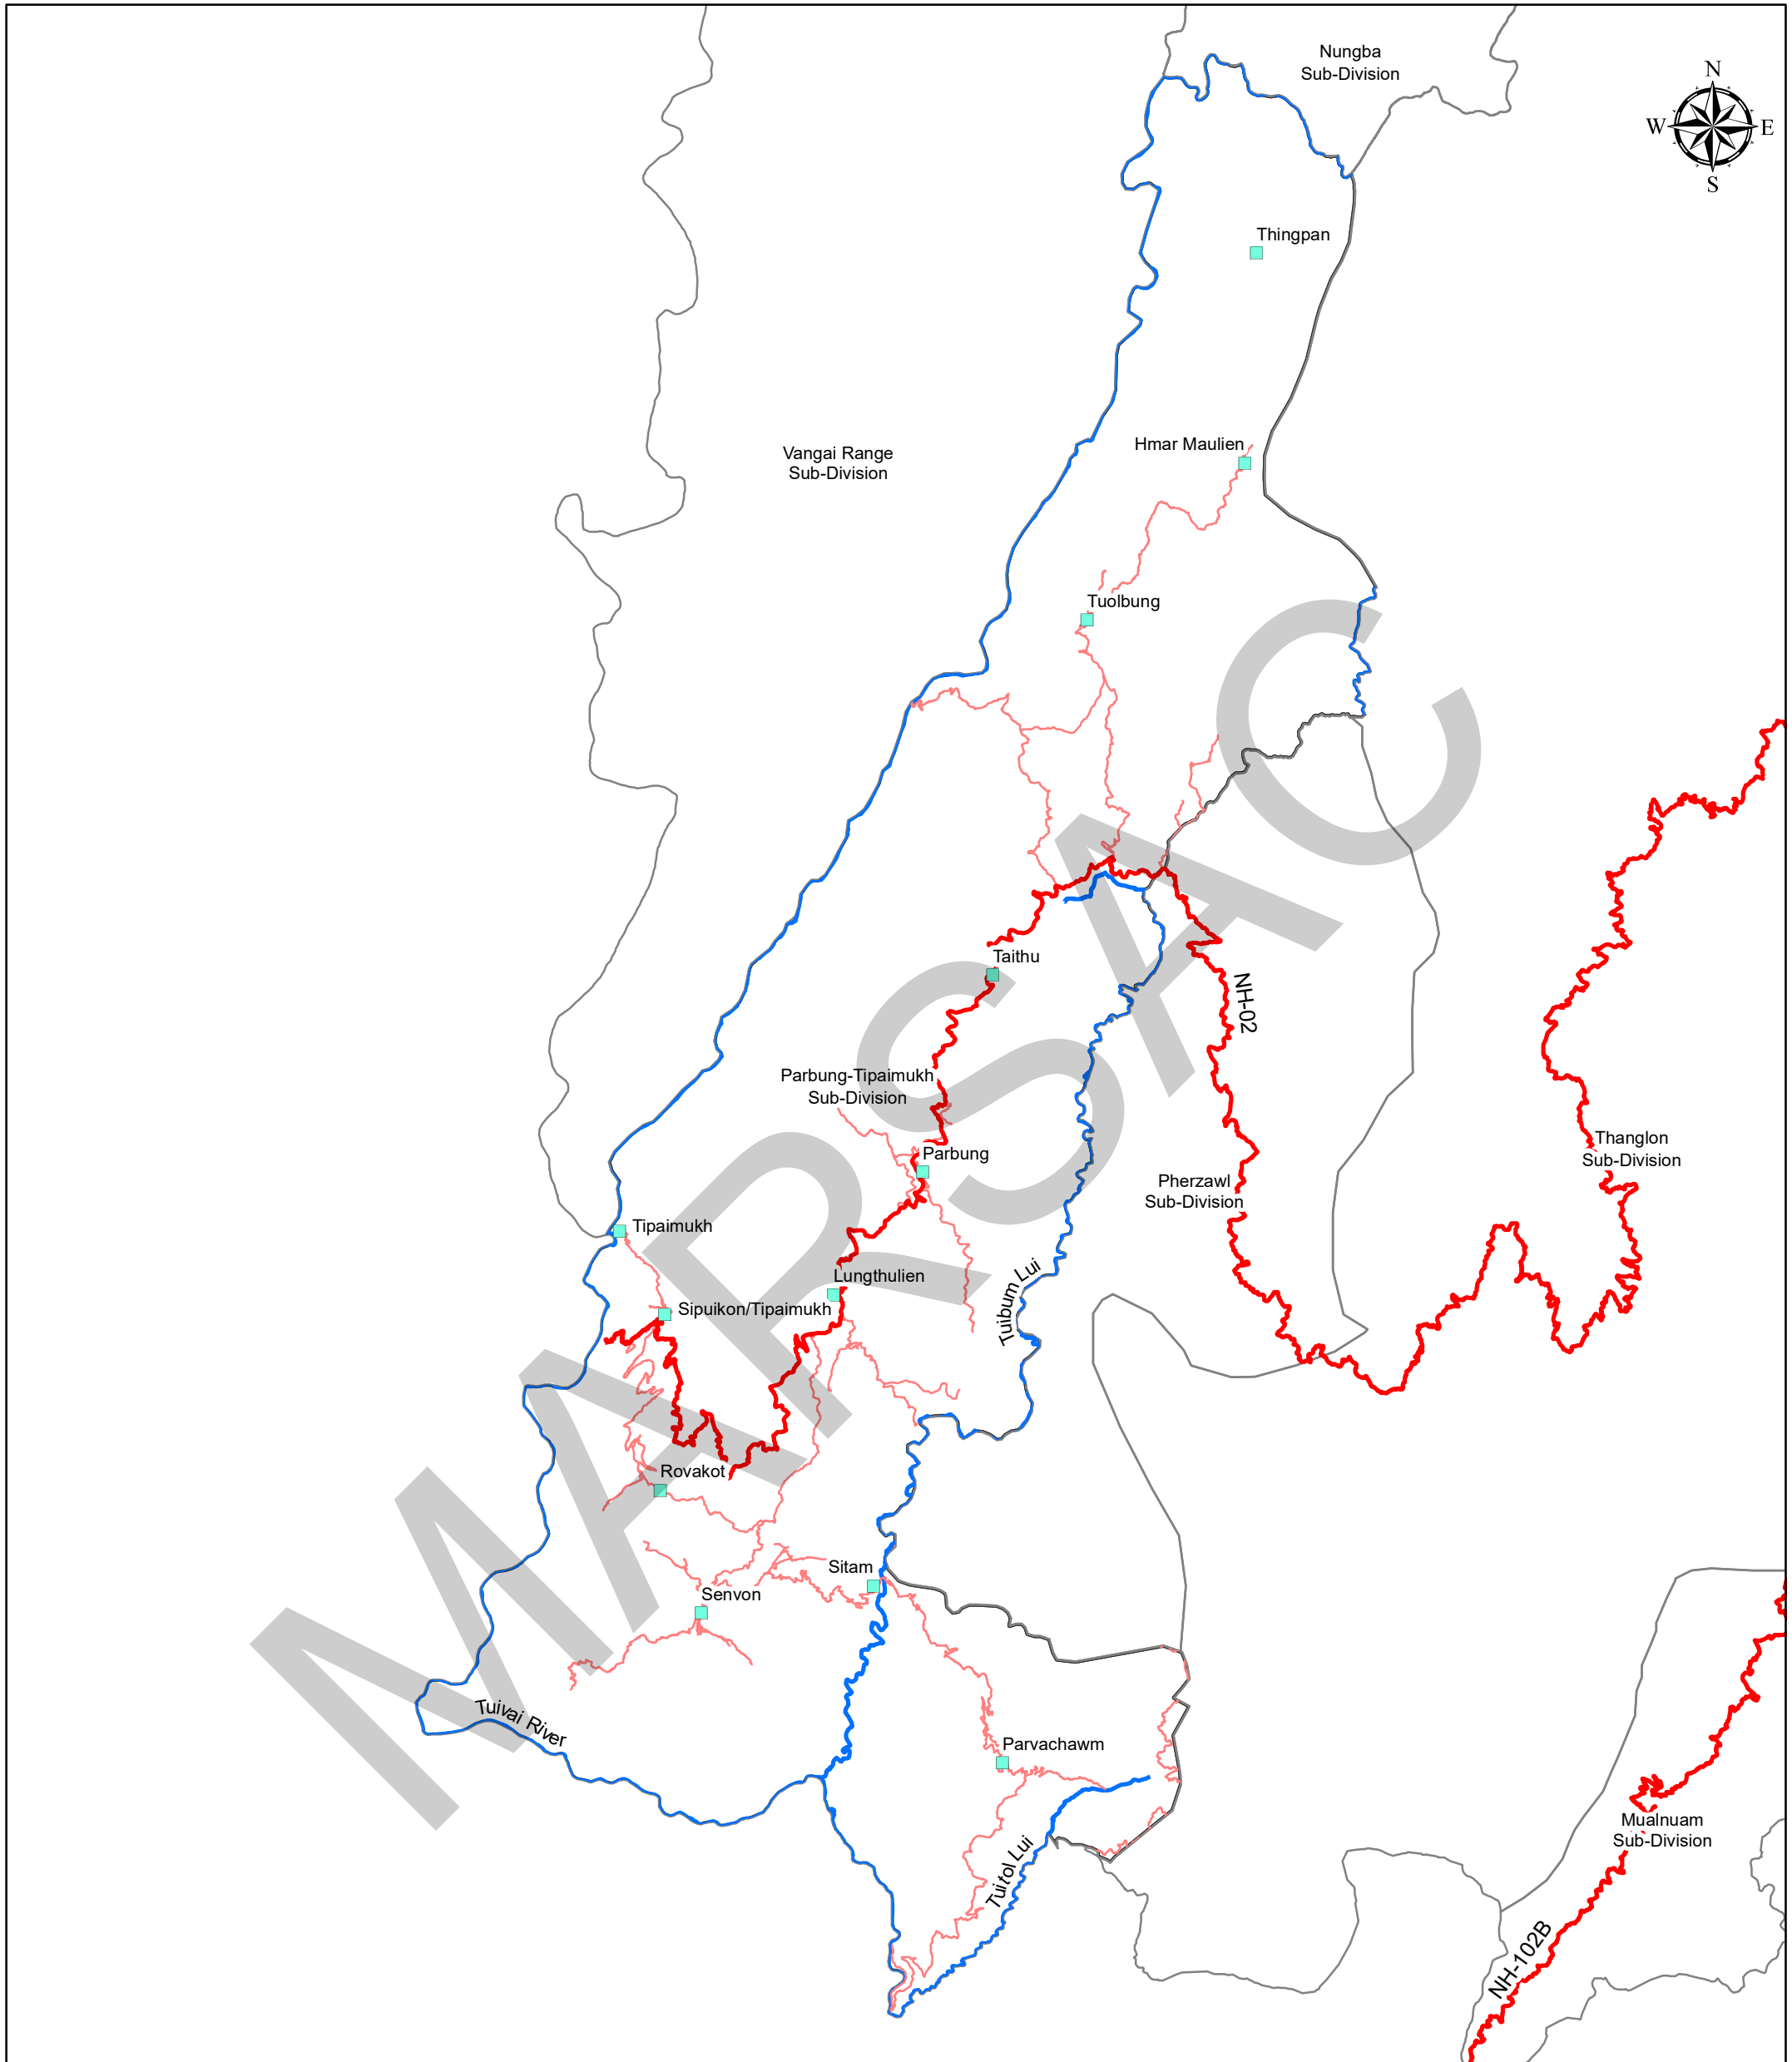 Nungba
Sub-Division
N
W
E
S
Thingpan
Hmar Maulien
Vangai Range
Sub-Division
Tuolbung
Taithu
NH-02
Parbung-Tipaimukh
Sub-Division
Thanglon
Sub-Division
Parbung
Pherzawl
Sub-Division
Tipaimukh
Lungthulien
Sipuikon/Tipaimukh
Tuibum Lui
Rovakot
Sitam
Senvon
Tuivai River
Parvachawm
Mualnuam
Sub-Division
Tuitol Lui
NH-102B
MARSAC